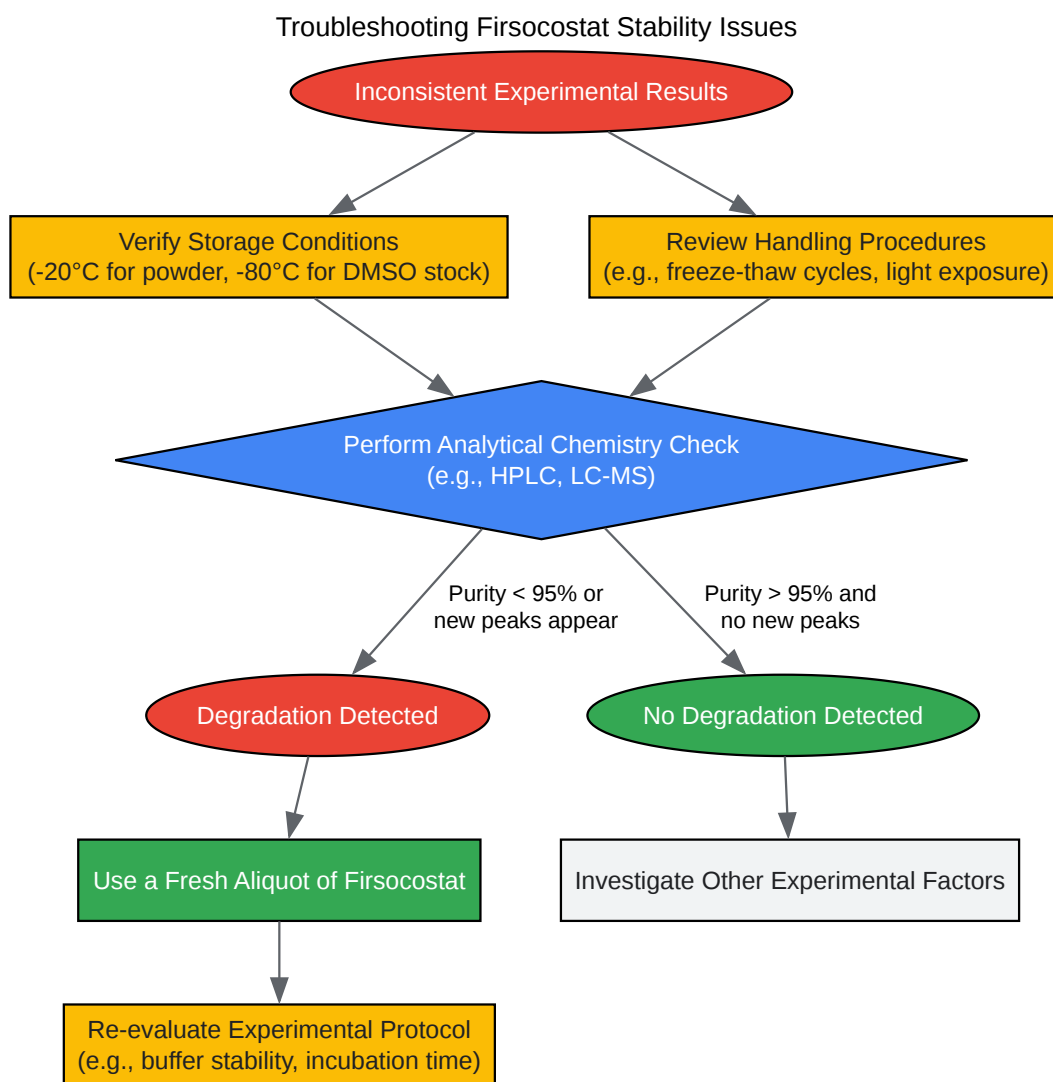 Troubleshooting Firsocostat Stability Issues
Inconsistent Experimental Results
Verify Storage Conditions
(-20°C for powder, -80°C for DMSO stock)
Review Handling Procedures
(e.g., freeze-thaw cycles, light exposure)
Perform Analytical Chemistry Check
(e.g., HPLC, LC-MS)
Purity < 95% or
new peaks appear
Purity > 95% and
no new peaks
Degradation Detected
No Degradation Detected
Use a Fresh Aliquot of Firsocostat
Investigate Other Experimental Factors
Re-evaluate Experimental Protocol
(e.g., buffer stability, incubation time)